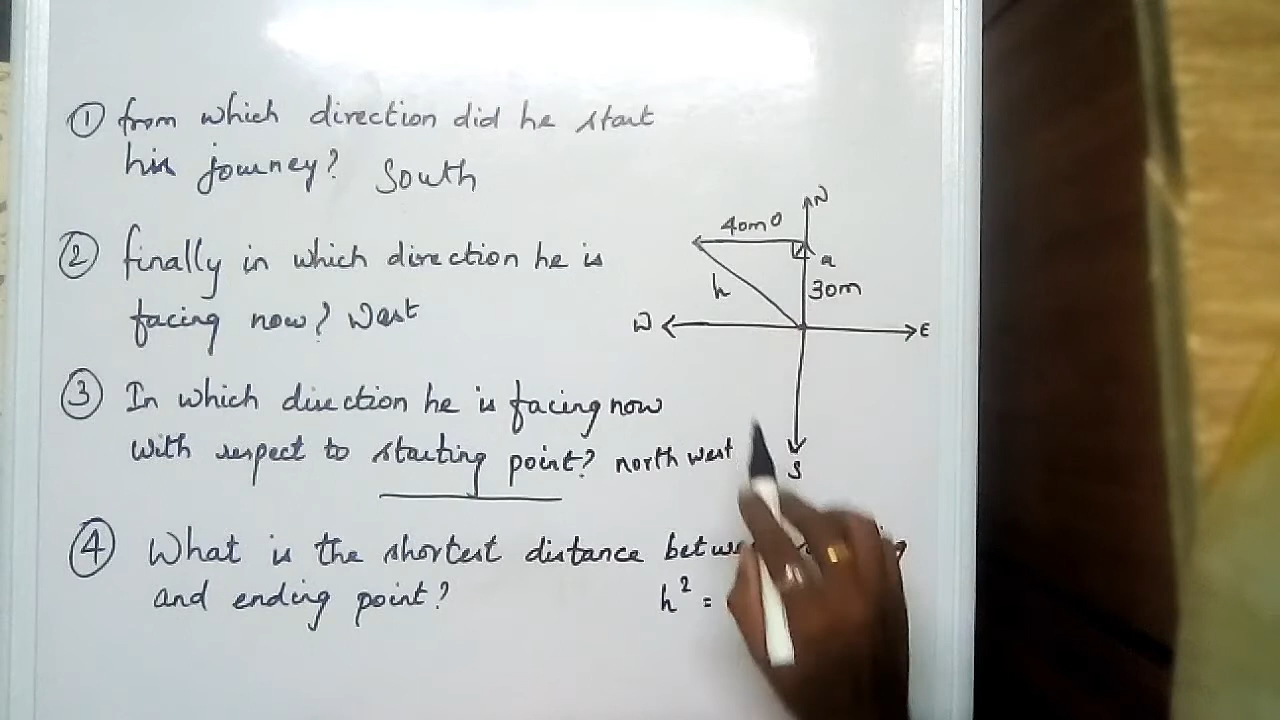 ① from which direction did he start
his journey? South
② finally in which direction he is
facing now? West
③ In which direction he is facing now
with respect to starting point? north west
④ What is the shortest distance
and ending point?
h² =
N
40m
a
h
30m
W
E
S